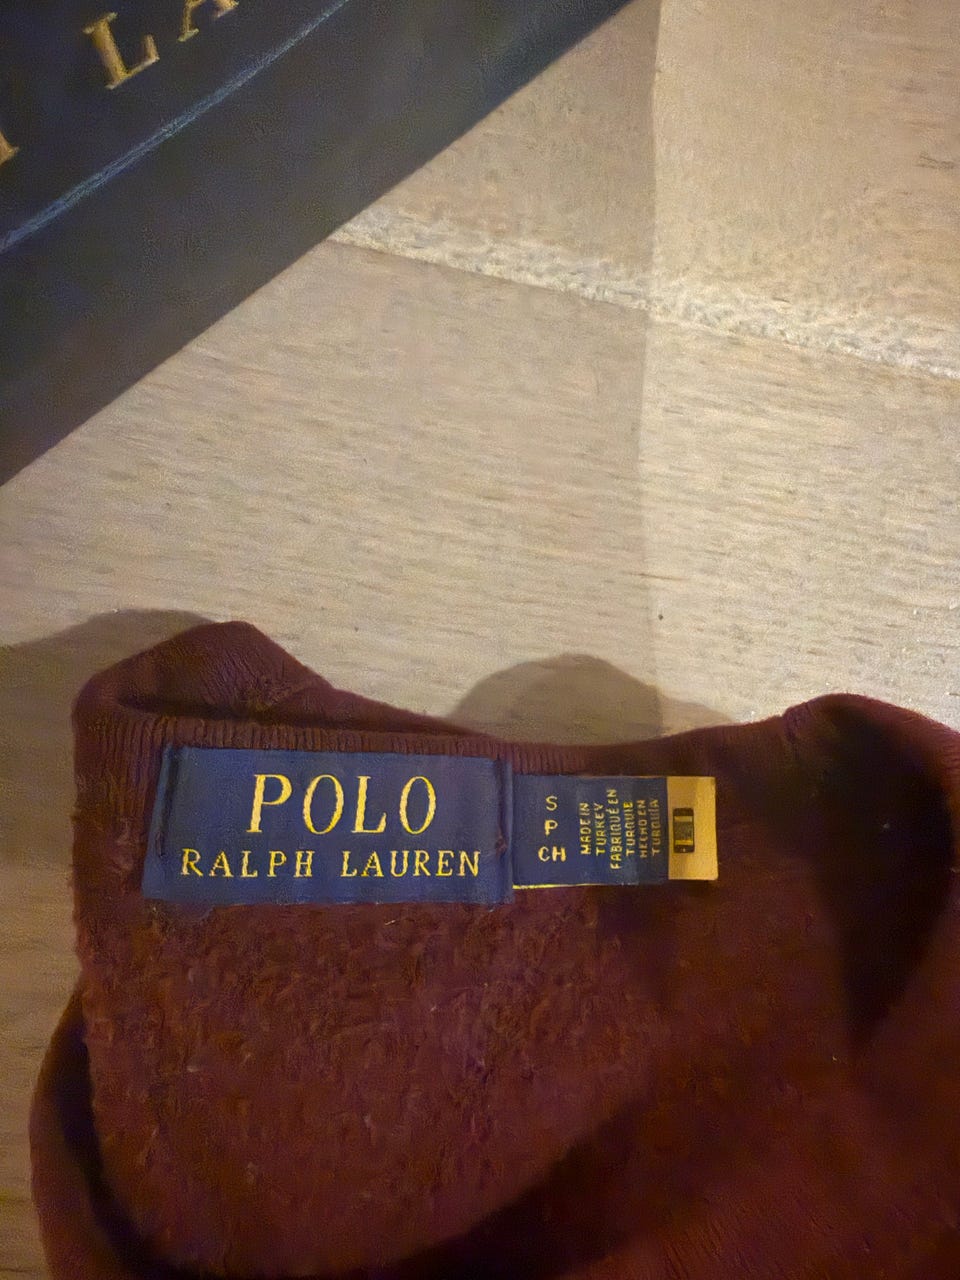 LA
POLO
RALPH LAUREN
S
P
CH
MADE IN
TURKEY
FABRIQUÉ EN
TURQUIE
HECHO EN
TURQUÍA